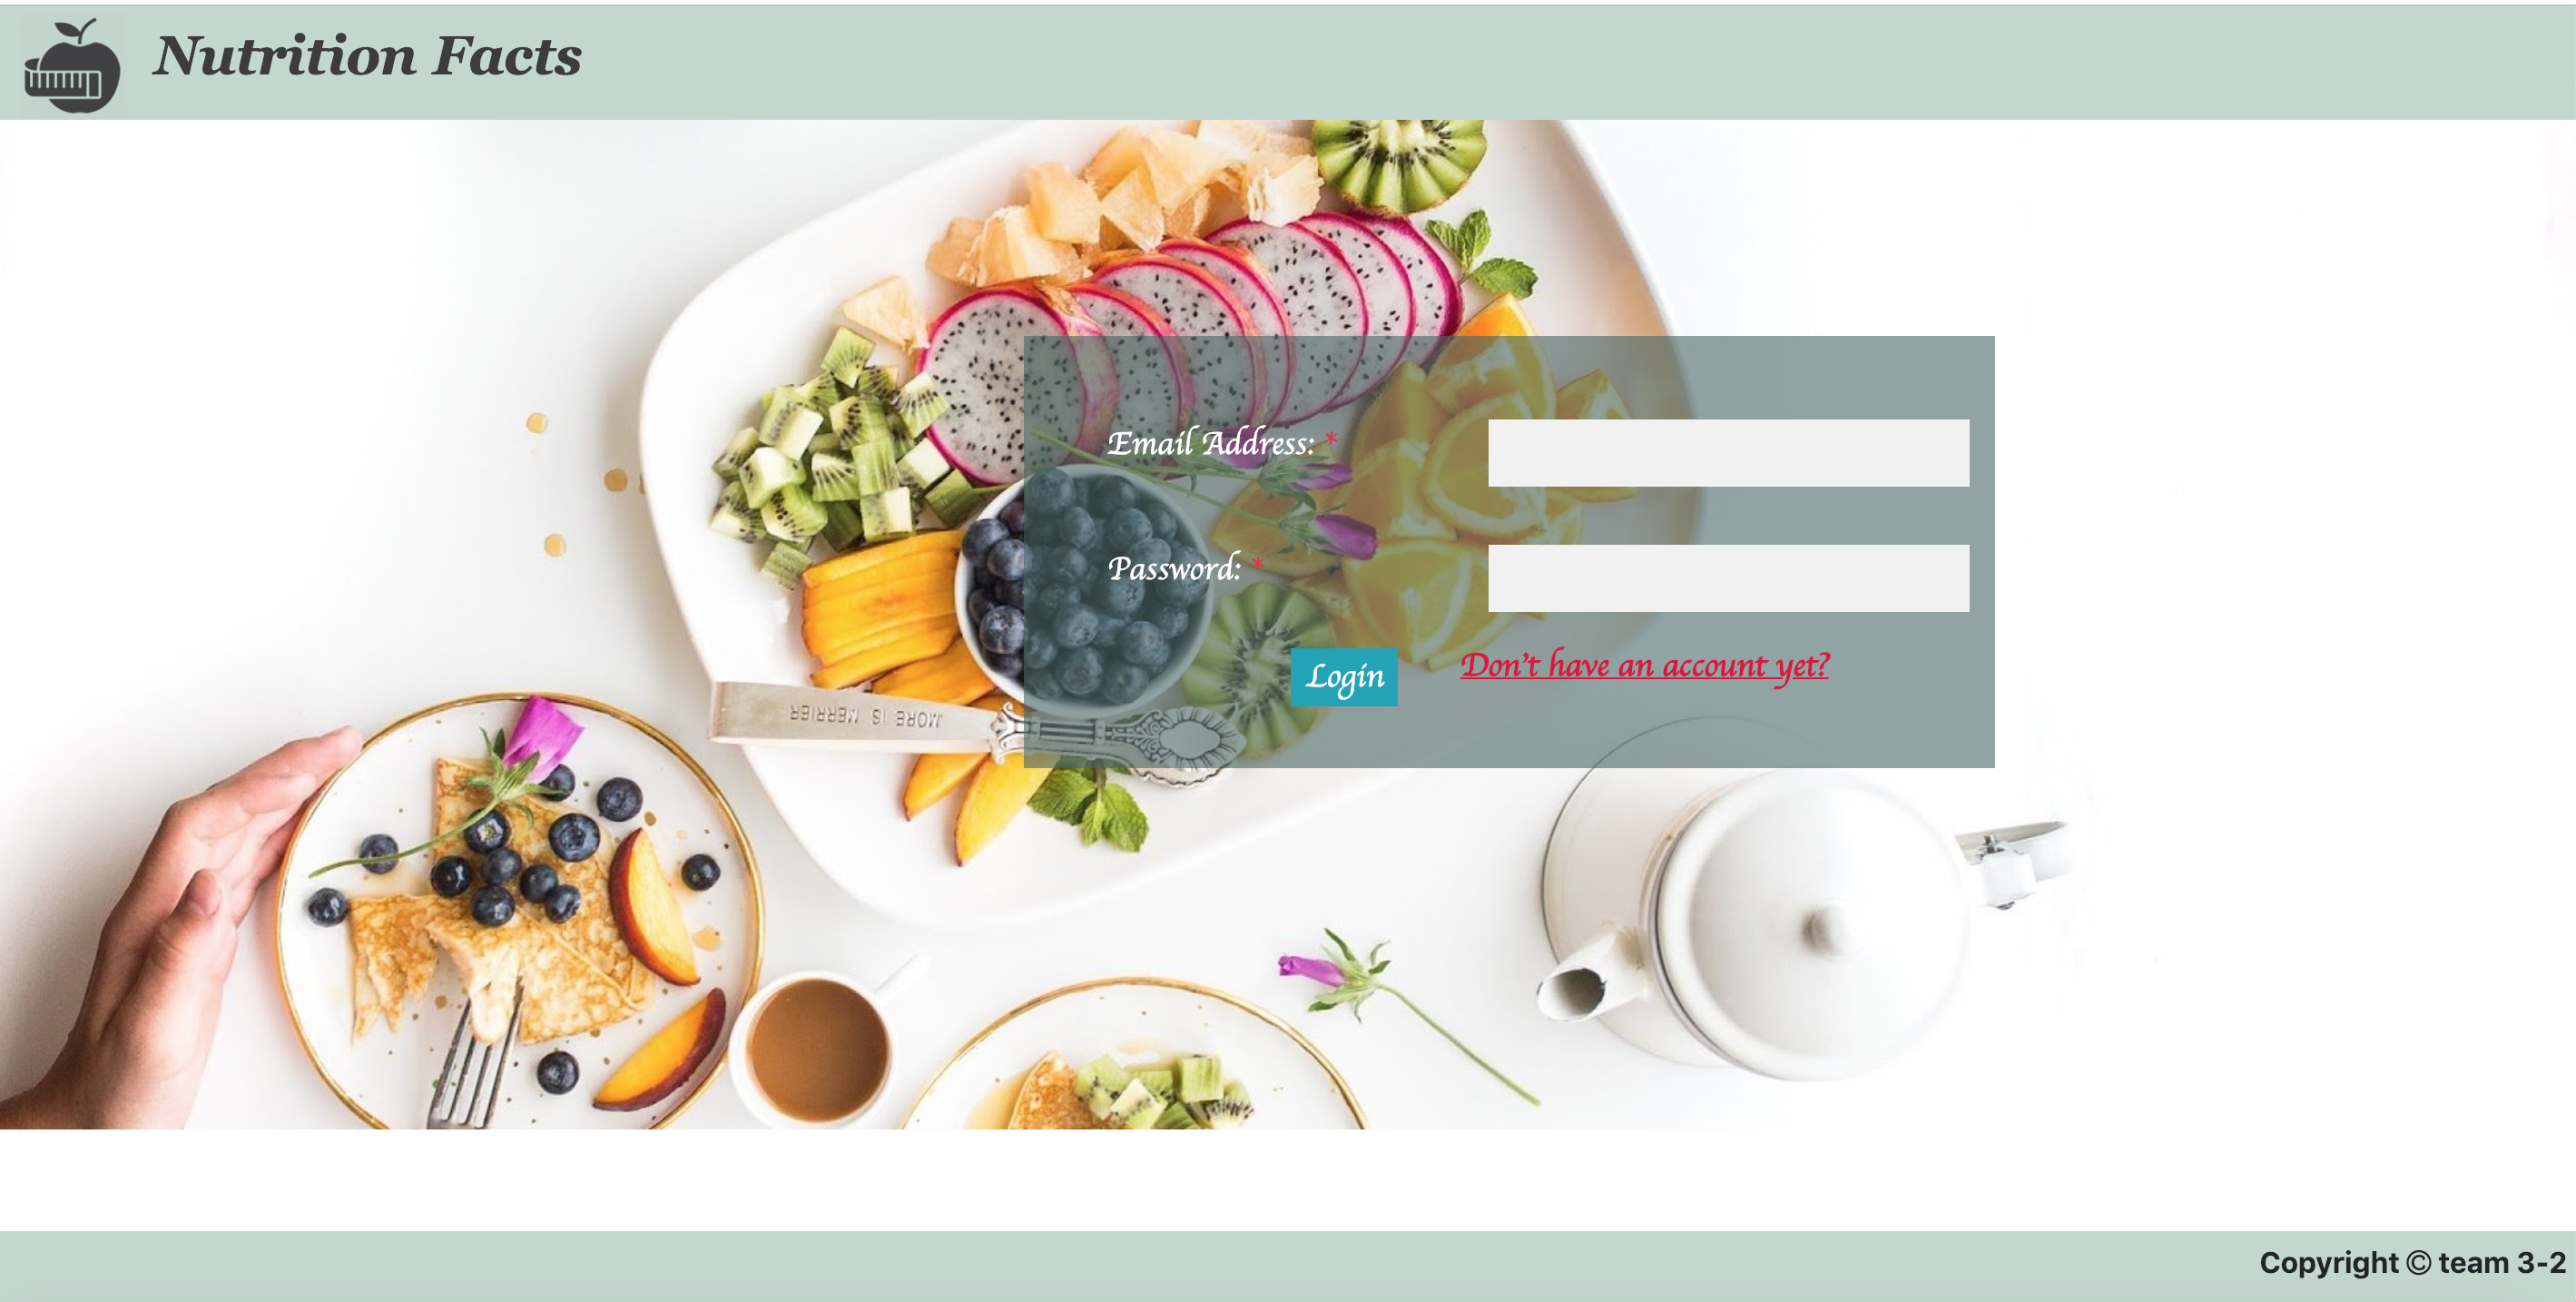 Nutrition Facts
Email Address: *
Password: *
Login
Don't have an account yet?
MORE IS MERRIER
Copyright © team 3-2